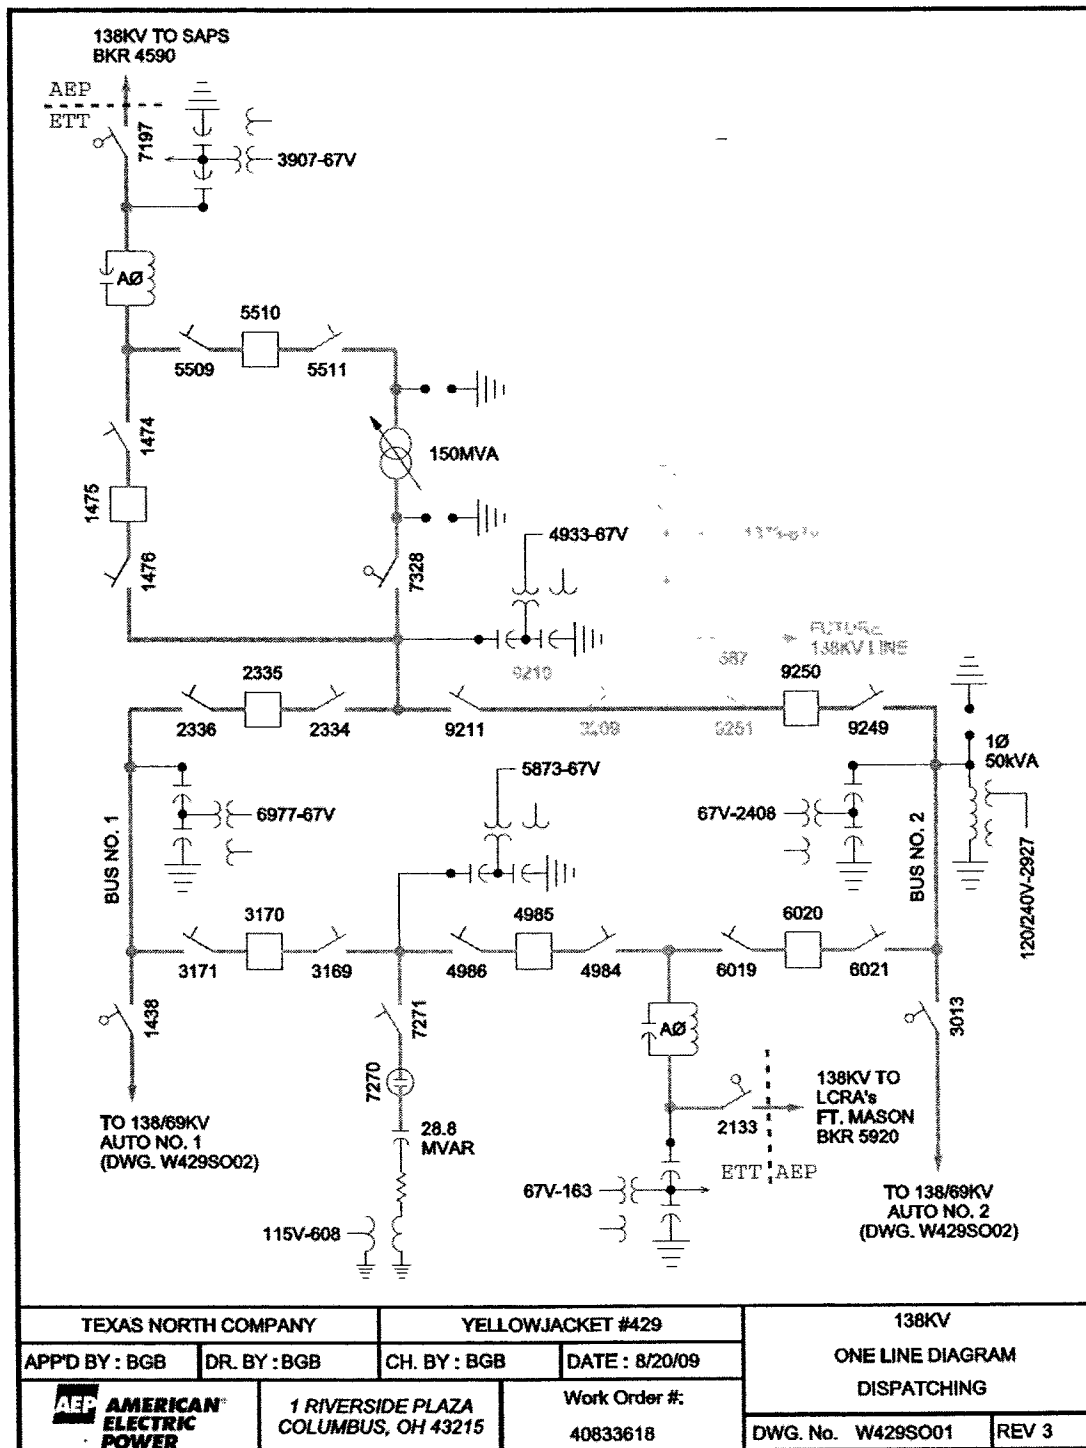 138KV TO SAPS
BKR 4590
AEP
ETT
7197
3907-67V
AØ
5510
5509
5511
1474
1475
1476
150MVA
7328
4933-67V
FUTURE
138KV LINE
2335
2336
2334
9210
9211
9250
9251
9249
1Ø
50kVA
6977-67V
5873-67V
67V-2408
BUS NO. 1
BUS NO. 2
120/240V-2927
3170
3171
3169
4985
4986
4984
6020
6019
6021
1438
7271
7270
28.8
MVAR
AØ
3013
2133
138KV TO
LCRA's
FT. MASON
BKR 5920
ETT
AEP
TO 138/69KV
AUTO NO. 1
(DWG. W429SO02)
67V-163
115V-608
TO 138/69KV
AUTO NO. 2
(DWG. W429SO02)
TEXAS NORTH COMPANY
YELLOWJACKET #429
138KV
ONE LINE DIAGRAM
DISPATCHING
APP'D BY : BGB
DR. BY : BGB
CH. BY : BGB
DATE : 8/20/09
AEP AMERICAN®
ELECTRIC
POWER
1 RIVERSIDE PLAZA
COLUMBUS, OH 43215
Work Order #:
40833618
DWG. No. W429SO01
REV 3